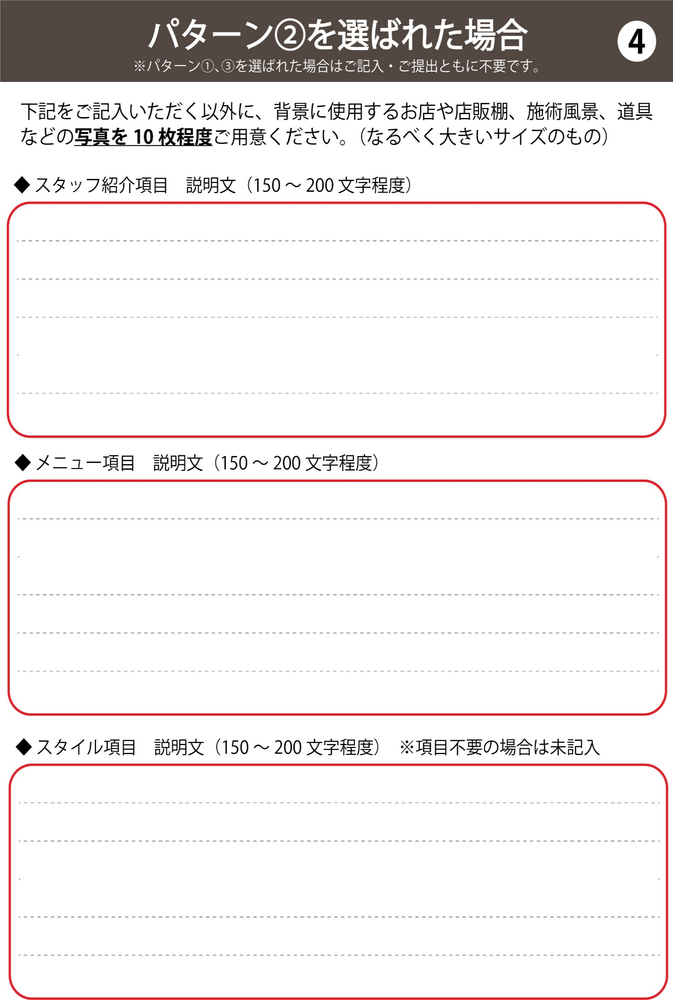 パターン②を選ばれた場合
4
※パターン①、③を選ばれた場合はご記入・ご提出ともに不要です。
下記をご記入いただく以外に、背景に使用するお店や店販棚、施術風景、道具
などの写真を 10 枚程度ご用意ください。（なるべく大きいサイズのもの）
◆ スタッフ紹介項目　説明文（150 〜 200 文字程度）
◆ メニュー項目　説明文（150 〜 200 文字程度）
◆ スタイル項目　説明文（150 〜 200 文字程度）　※項目不要の場合は未記入